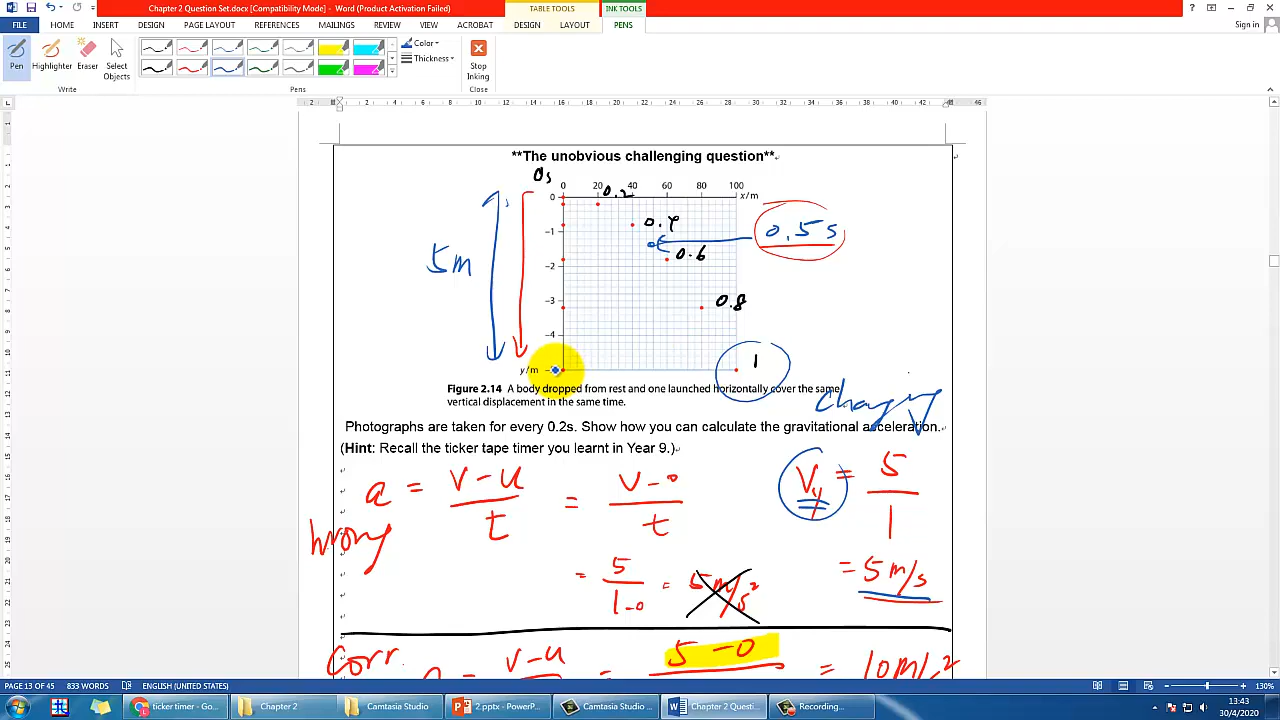 Chapter 2 Question Set.docx [Compatibility Mode] - Word (Product Activation Failed)
TABLE TOOLS
INK TOOLS
FILE HOME INSERT DESIGN PAGE LAYOUT REFERENCES MAILINGS REVIEW VIEW ACROBAT DESIGN LAYOUT PENS
Sign in
Pen
Highlighter
Eraser
Select Objects
Color
Thickness
Stop Inking
Write
Pens
Close
**The unobvious challenging question**
0s
0 20 40 60 80 100 x/m
0
0.2
-1
0.4
0.5 s
5m
-2
0.6
-3
0.8
-4
y/m
1
Figure 2.14 A body dropped from rest and one launched horizontally cover the same
vertical displacement in the same time.
changing V
Photographs are taken for every 0.2s. Show how you can calculate the gravitational acceleration.
(Hint: Recall the ticker tape timer you learnt in Year 9.)
a = v-u / t = v-0 / t
Vy = 5 / 1
wrong
= 5 / 1-0 = 5m/s²
= 5m/s
Corr
v-u = 5 - 0 = 10m/s²
PAGE 13 OF 45 833 WORDS ENGLISH (UNITED STATES) 130%
ticker timer - Go... Chapter 2 Camtasia Studio 2.pptx - PowerP... Camtasia Studio ... Chapter 2 Questi... Recording...
13:43
30/4/2020